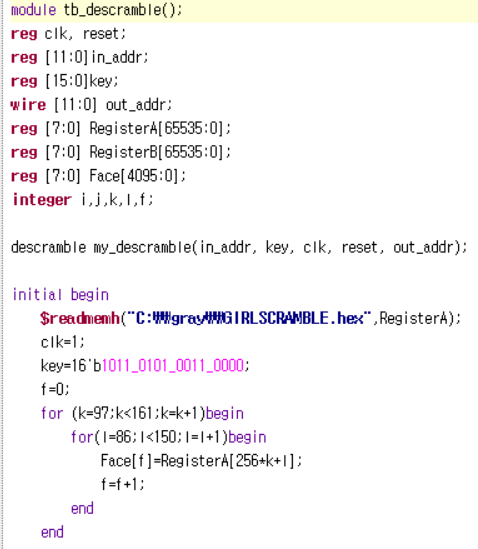 module tb_descramble();
reg clk, reset;
reg [11:0]in_addr;
reg [15:0]key;
wire [11:0] out_addr;
reg [7:0] RegisterA[65535:0];
reg [7:0] RegisterB[65535:0];
reg [7:0] Face[4095:0];
integer i,j,k,l,f;
descramble my_descramble(in_addr, key, clk, reset, out_addr);
initial begin
$readmemh("C:₩₩gray₩₩GIRLSCRAMBLE.hex",RegisterA);
clk=1;
key=16'b1011_0101_0011_0000;
f=0;
for (k=97;k<161;k=k+1)begin
for(l=86;l<150;l=l+1)begin
Face[f]=RegisterA[256*k+l];
f=f+1;
end
end